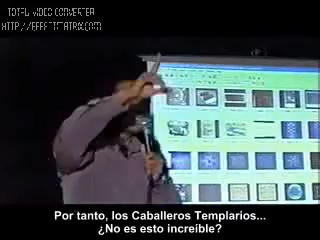 TOTAL VIDEO CONVERTER
HTTP://EFFECTMATRIX.COM
Por tanto, los Caballeros Templarios...
¿No es esto increíble?